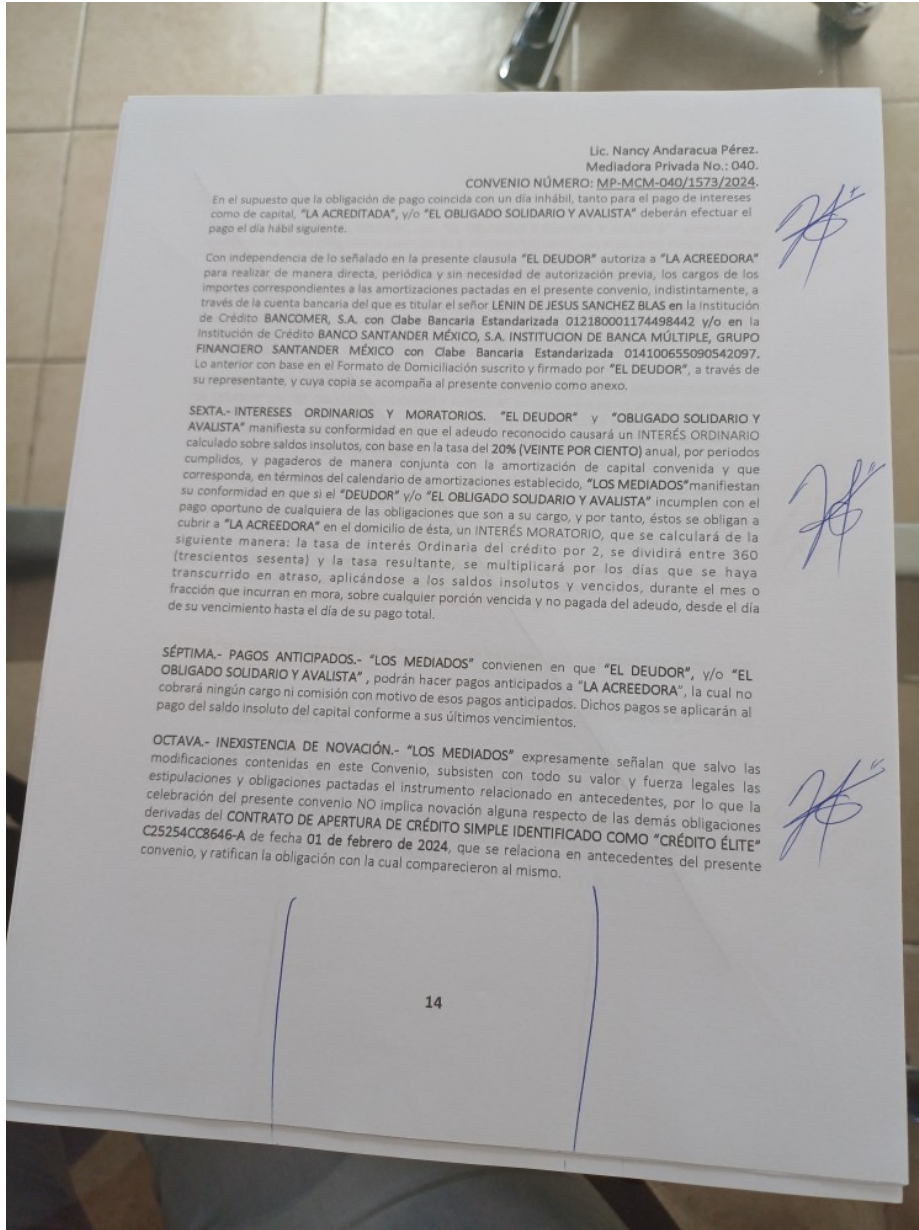 Lic. Nancy Andaracua Pérez.
Mediadora Privada No.: 040.
CONVENIO NÚMERO: MP-MCM-040/1573/2024.
En el supuesto que la obligación de pago coincida con un día inhábil, tanto para el pago de intereses
como de capital, "LA ACREDITADA", y/o "EL OBLIGADO SOLIDARIO Y AVALISTA" deberán efectuar el
pago el día hábil siguiente.
Con independencia de lo señalado en la presente clausula "EL DEUDOR" autoriza a "LA ACREEDORA"
para realizar de manera directa, periódica y sin necesidad de autorización previa, los cargos de los
importes correspondientes a las amortizaciones pactadas en el presente convenio, indistintamente, a
través de la cuenta bancaria del que es titular el señor LENIN DE JESUS SANCHEZ BLAS en la Institución
de Crédito BANCOMER, S.A. con Clabe Bancaria Estandarizada 012180001174498442 y/o en la
Institución de Crédito BANCO SANTANDER MÉXICO, S.A. INSTITUCION DE BANCA MÚLTIPLE, GRUPO
FINANCIERO SANTANDER MÉXICO con Clabe Bancaria Estandarizada 014100655090542097.
Lo anterior con base en el Formato de Domiciliación suscrito y firmado por "EL DEUDOR", a través de
su representante, y cuya copia se acompaña al presente convenio como anexo.
SEXTA.- INTERESES ORDINARIOS Y MORATORIOS. "EL DEUDOR" y "OBLIGADO SOLIDARIO Y
AVALISTA" manifiesta su conformidad en que el adeudo reconocido causará un INTERÉS ORDINARIO
calculado sobre saldos insolutos, con base en la tasa del 20% (VEINTE POR CIENTO) anual, por periodos
cumplidos, y pagaderos de manera conjunta con la amortización de capital convenida y que
corresponda, en términos del calendario de amortizaciones establecido, "LOS MEDIADOS"manifiestan
su conformidad en que si el "DEUDOR" y/o "EL OBLIGADO SOLIDARIO Y AVALISTA" incumplen con el
pago oportuno de cualquiera de las obligaciones que son a su cargo, y por tanto, éstos se obligan a
cubrir a "LA ACREEDORA" en el domicilio de ésta, un INTERÉS MORATORIO, que se calculará de la
siguiente manera: la tasa de interés Ordinaria del crédito por 2, se dividirá entre 360
(trescientos sesenta) y la tasa resultante, se multiplicará por los días que se haya
transcurrido en atraso, aplicándose a los saldos insolutos y vencidos, durante el mes o
fracción que incurran en mora, sobre cualquier porción vencida y no pagada del adeudo, desde el día
de su vencimiento hasta el día de su pago total.
SÉPTIMA.- PAGOS ANTICIPADOS.- "LOS MEDIADOS" convienen en que "EL DEUDOR", y/o "EL
OBLIGADO SOLIDARIO Y AVALISTA" , podrán hacer pagos anticipados a "LA ACREEDORA", la cual no
cobrará ningún cargo ni comisión con motivo de esos pagos anticipados. Dichos pagos se aplicarán al
pago del saldo insoluto del capital conforme a sus últimos vencimientos.
OCTAVA.- INEXISTENCIA DE NOVACIÓN.- "LOS MEDIADOS" expresamente señalan que salvo las
modificaciones contenidas en este Convenio, subsisten con todo su valor y fuerza legales las
estipulaciones y obligaciones pactadas el instrumento relacionado en antecedentes, por lo que la
celebración del presente convenio NO implica novación alguna respecto de las demás obligaciones
derivadas del CONTRATO DE APERTURA DE CRÉDITO SIMPLE IDENTIFICADO COMO "CRÉDITO ÉLITE"
C25254CC8646-A de fecha 01 de febrero de 2024, que se relaciona en antecedentes del presente
convenio, y ratifican la obligación con la cual comparecieron al mismo.
14